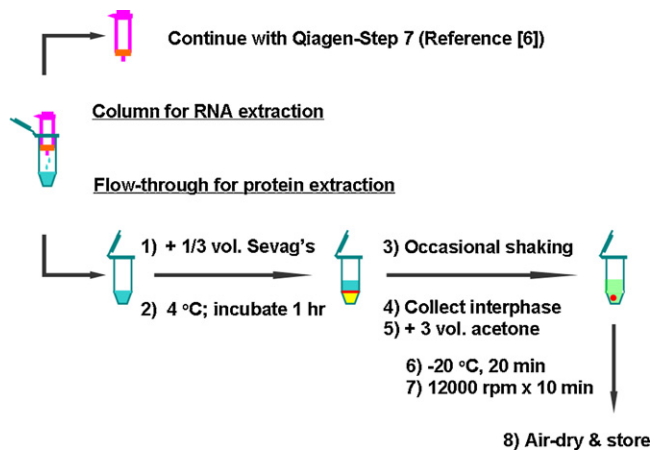 Continue with Qiagen-Step 7 (Reference [6])
Column for RNA extraction
Flow-through for protein extraction
1) + 1/3 vol. Sevag's
2) 4 °C; incubate 1 hr
3) Occasional shaking
4) Collect interphase
5) + 3 vol. acetone
6) -20 °C, 20 min
7) 12000 rpm x 10 min
8) Air-dry & store